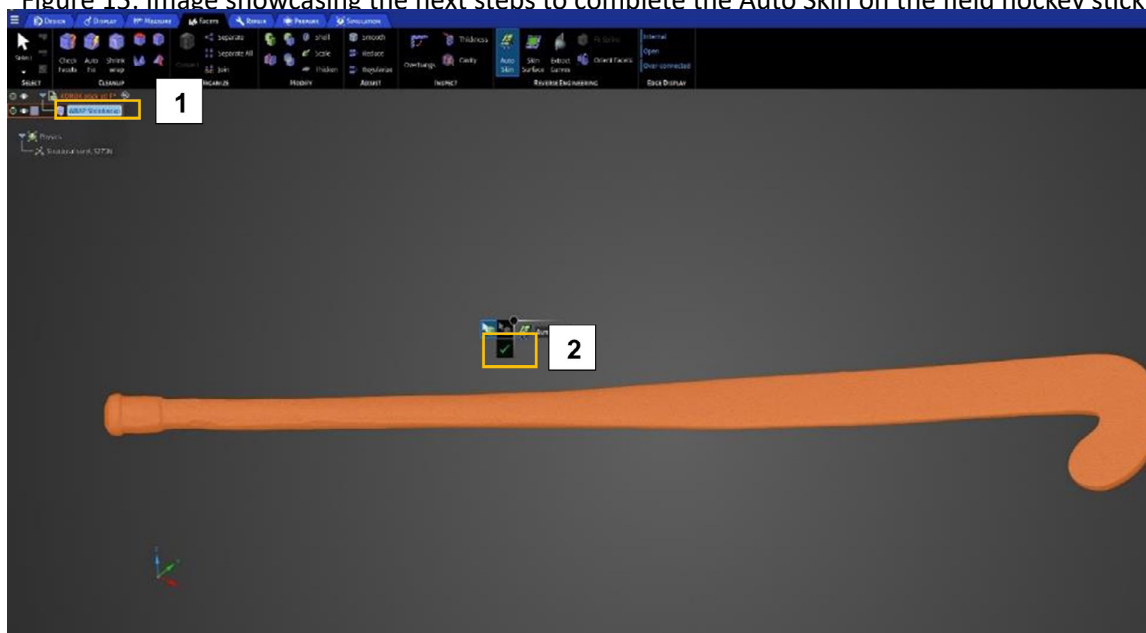 Figure 13. Image showcasing the next steps to complete the Auto Skin on the field hockey stick
Design Display Measure Facets Repair Prepare Simulation
Select Check Facets Auto Fix Shrink wrap
Separate
Separate All
Join
Shell
Scale
Thicken
Smooth
Reduce
Regularize
Overhangs
Thickness
Cavity
Auto Skin
Skin Surface
Extract Curves
Orient Facets
Internal
Open
Over-connected
Select Cleanup Organize Modify Adjust Inspect Reverse Engineering Edge Display
1
Physics
2